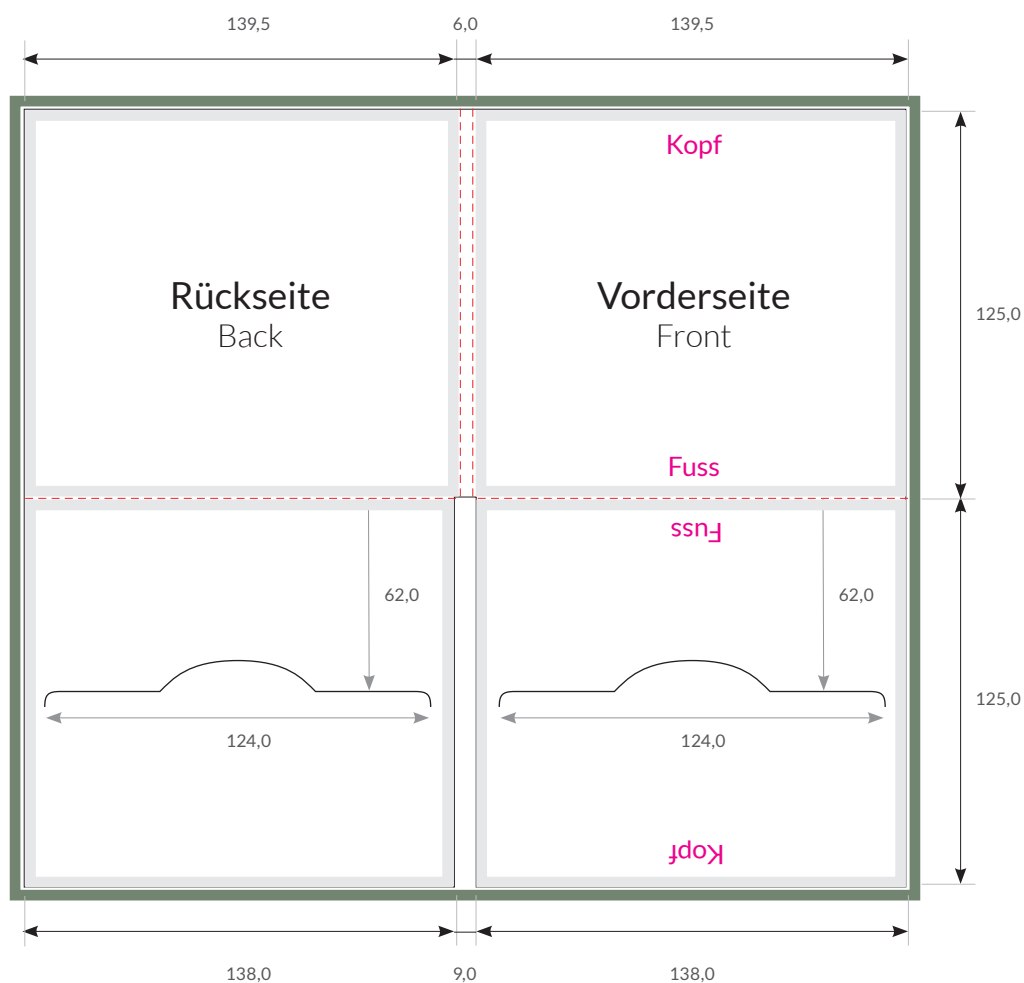 139,5 6,0 139,5
Kopf
Rückseite Vorderseite
Back Front
125,0
Fuss
Fuss
62,0 62,0
125,0
124,0 124,0
Kopf
138,0 9,0 138,0